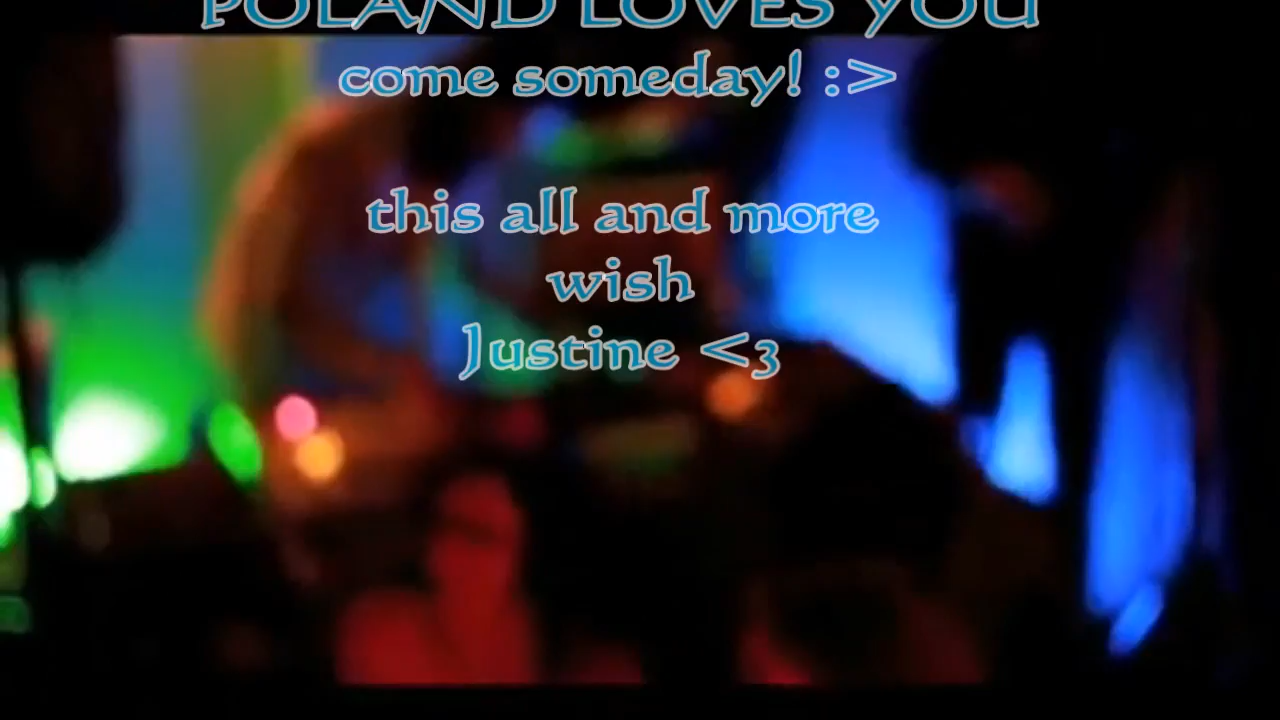 POLAND LOVES YOU
come someday! :>
this all and more
wish
Justine <3